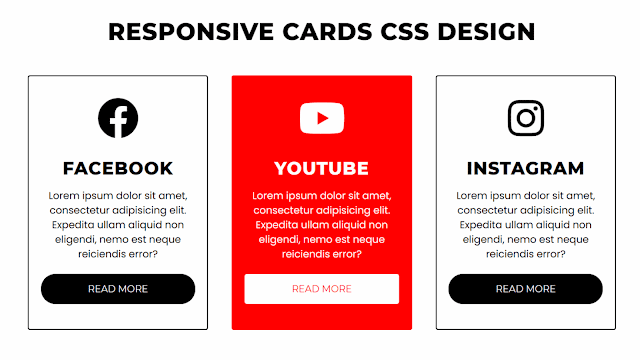 RESPONSIVE CARDS CSS DESIGN
FACEBOOK
Lorem ipsum dolor sit amet,
consectetur adipisicing elit.
Expedita ullam aliquid non
eligendi, nemo est neque
reiciendis error?
READ MORE
YOUTUBE
Lorem ipsum dolor sit amet,
consectetur adipisicing elit.
Expedita ullam aliquid non
eligendi, nemo est neque
reiciendis error?
READ MORE
INSTAGRAM
Lorem ipsum dolor sit amet,
consectetur adipisicing elit.
Expedita ullam aliquid non
eligendi, nemo est neque
reiciendis error?
READ MORE